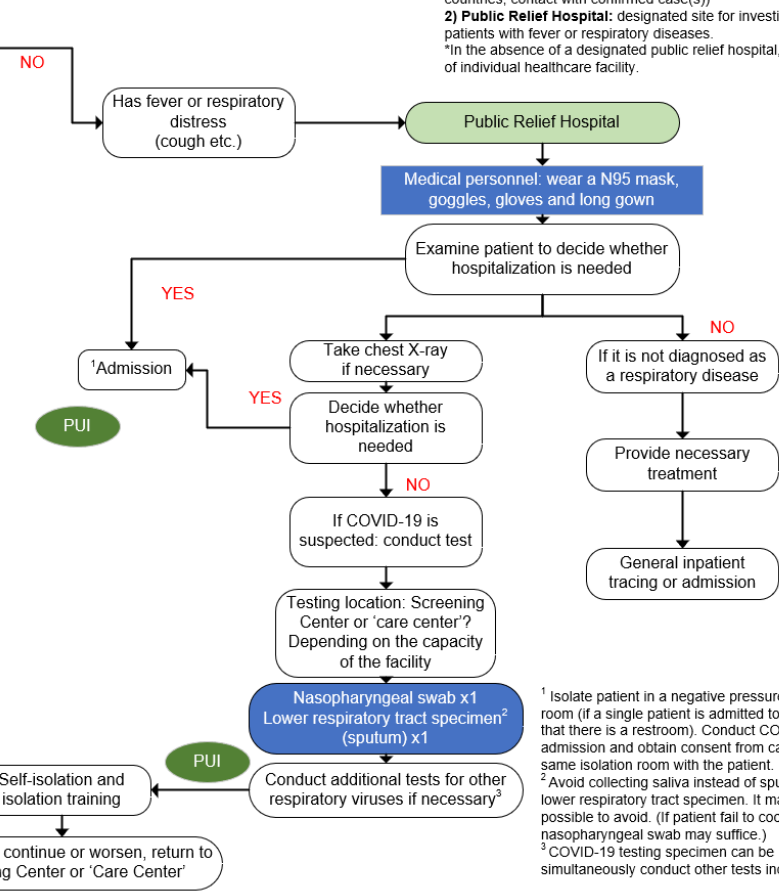 countries, contact with confirmed case(s))
2) Public Relief Hospital: designated site for investi
patients with fever or respiratory diseases.
*In the absence of a designated public relief hospital,
of individual healthcare facility.
NO
Has fever or respiratory
distress
(cough etc.)
Public Relief Hospital
Medical personnel: wear a N95 mask,
goggles, gloves and long gown
Examine patient to decide whether
hospitalization is needed
YES
NO
¹Admission
Take chest X-ray
if necessary
If it is not diagnosed as
a respiratory disease
YES
PUI
Decide whether
hospitalization is
needed
Provide necessary
treatment
NO
If COVID-19 is
suspected: conduct test
General inpatient
tracing or admission
Testing location: Screening
Center or ‘care center’?
Depending on the capacity
of the facility
Nasopharyngeal swab x1
Lower respiratory tract specimen²
(sputum) x1
PUI
Conduct additional tests for other
respiratory viruses if necessary³
Self-isolation and
isolation training
continue or worsen, return to
ng Center or ‘Care Center’
¹ Isolate patient in a negative pressure
room (if a single patient is admitted to
that there is a restroom). Conduct CO
admission and obtain consent from ca
same isolation room with the patient.
² Avoid collecting saliva instead of spu
lower respiratory tract specimen. It ma
possible to avoid. (If patient fail to coo
nasopharyngeal swab may suffice.)
³ COVID-19 testing specimen can be
simultaneously conduct other tests inc